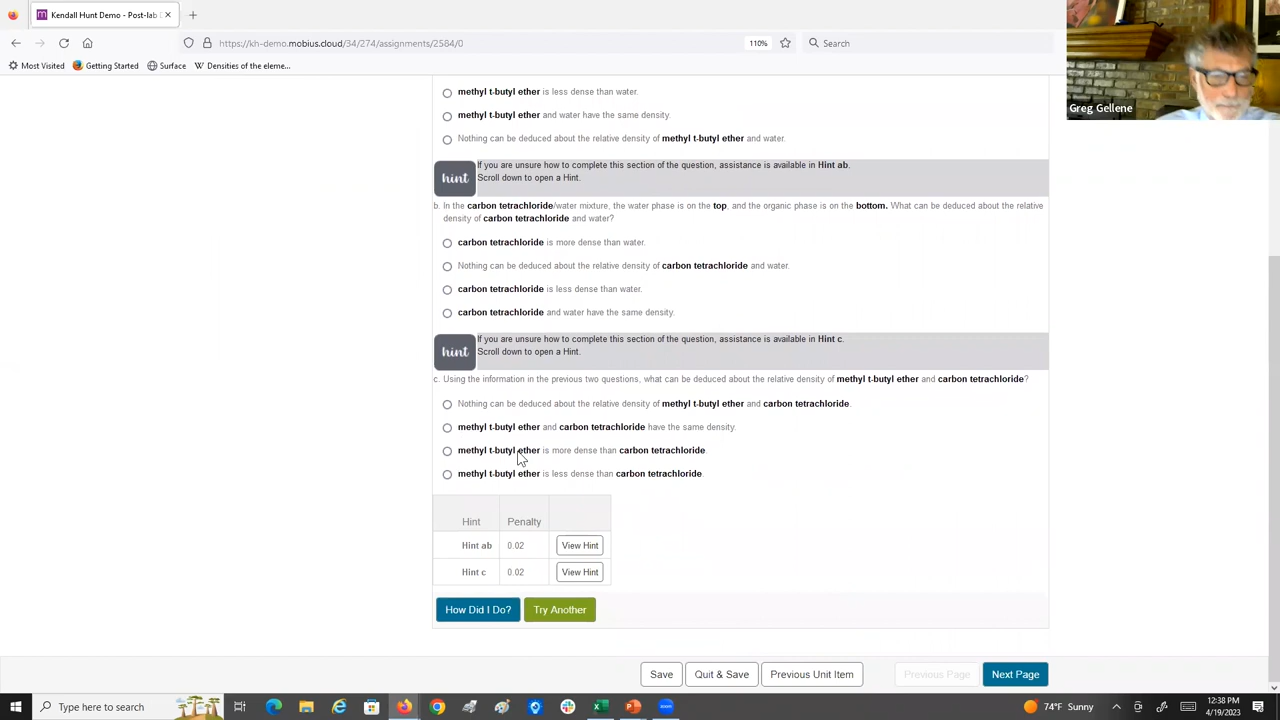 Kendall Hunt Demo - Post-lab
https://kh-demo.mobius.cloud/34/274/assignments/2584/0
110%
Search
Most Visited
Getting Started
Surface
Densities of the eleme...
Greg Gellene
methyl t-butyl ether is less dense than water.
methyl t-butyl ether and water have the same density.
Nothing can be deduced about the relative density of methyl t-butyl ether and water.
hint
If you are unsure how to complete this section of the question, assistance is available in Hint ab.
Scroll down to open a Hint.
b. In the carbon tetrachloride/water mixture, the water phase is on the top, and the organic phase is on the bottom. What can be deduced about the relative
density of carbon tetrachloride and water?
carbon tetrachloride is more dense than water.
Nothing can be deduced about the relative density of carbon tetrachloride and water.
carbon tetrachloride is less dense than water.
carbon tetrachloride and water have the same density.
hint
If you are unsure how to complete this section of the question, assistance is available in Hint c.
Scroll down to open a Hint.
c. Using the information in the previous two questions, what can be deduced about the relative density of methyl t-butyl ether and carbon tetrachloride?
Nothing can be deduced about the relative density of methyl t-butyl ether and carbon tetrachloride.
methyl t-butyl ether and carbon tetrachloride have the same density.
methyl t-butyl ether is more dense than carbon tetrachloride.
methyl t-butyl ether is less dense than carbon tetrachloride.
Hint Penalty
Hint ab 0.02 View Hint
Hint c 0.02 View Hint
How Did I Do? Try Another
Save Quit & Save Previous Unit Item Previous Page Next Page
Type here to search
74°F Sunny
12:38 PM
4/19/2023